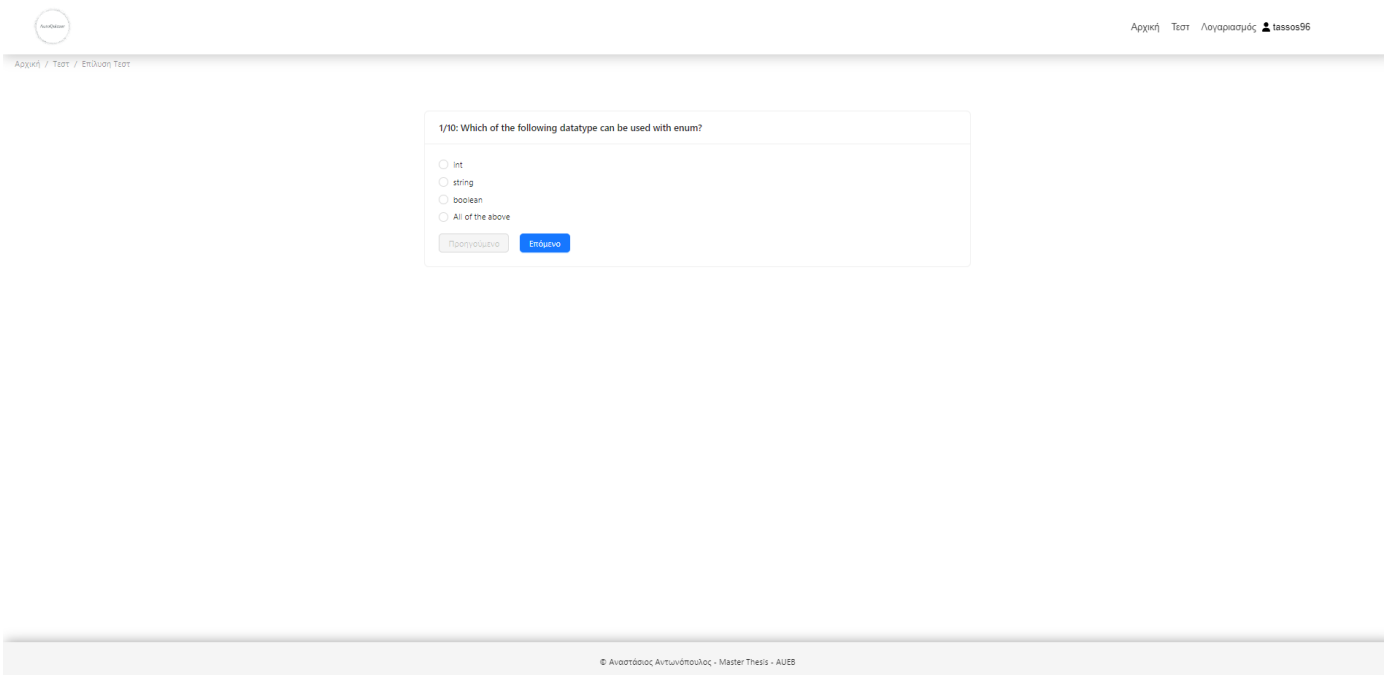 Αρχική Τεστ Λογαριασμός tassos96
Αρχική / Τεστ / Επίλυση Τεστ
1/10: Which of the following datatype can be used with enum?
int
string
boolean
All of the above
Προηγούμενο Επόμενο
© Αναστάσιος Αντωνόπουλος - Master Thesis - AUEB